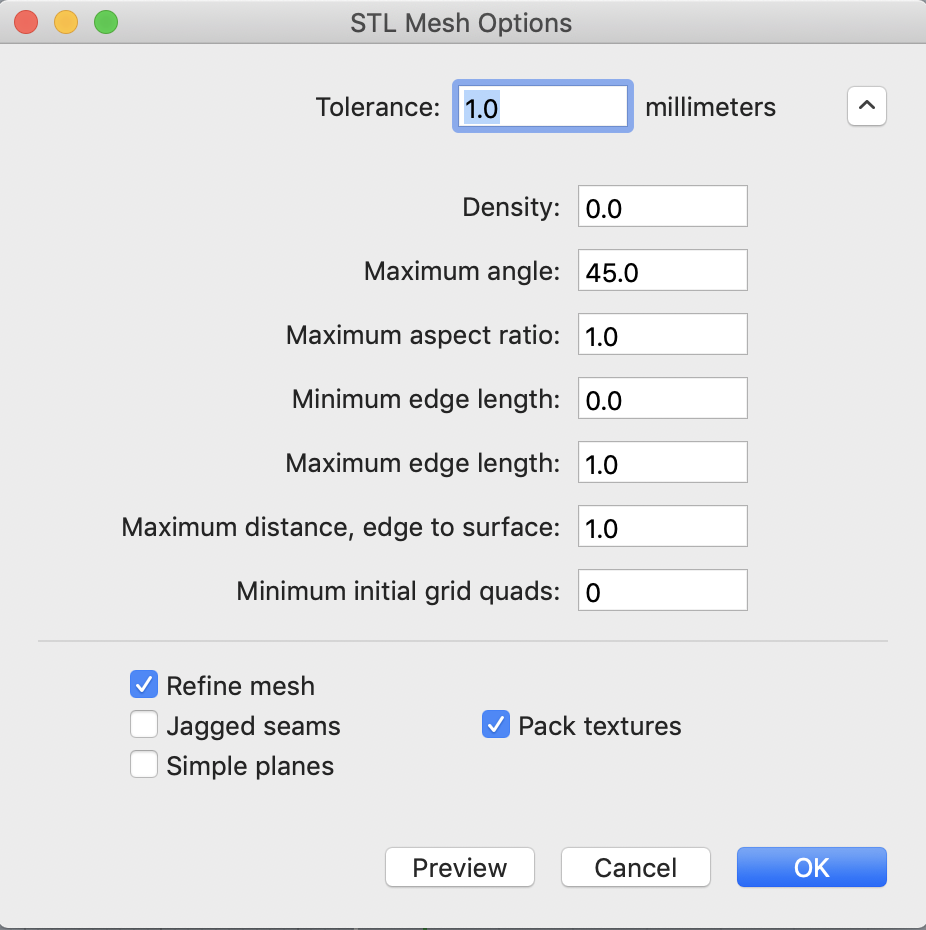 STL Mesh Options
Tolerance: 1.0 millimeters
Density: 0.0
Maximum angle: 45.0
Maximum aspect ratio: 1.0
Minimum edge length: 0.0
Maximum edge length: 1.0
Maximum distance, edge to surface: 1.0
Minimum initial grid quads: 0
Refine mesh
Jagged seams Pack textures
Simple planes
Preview Cancel OK